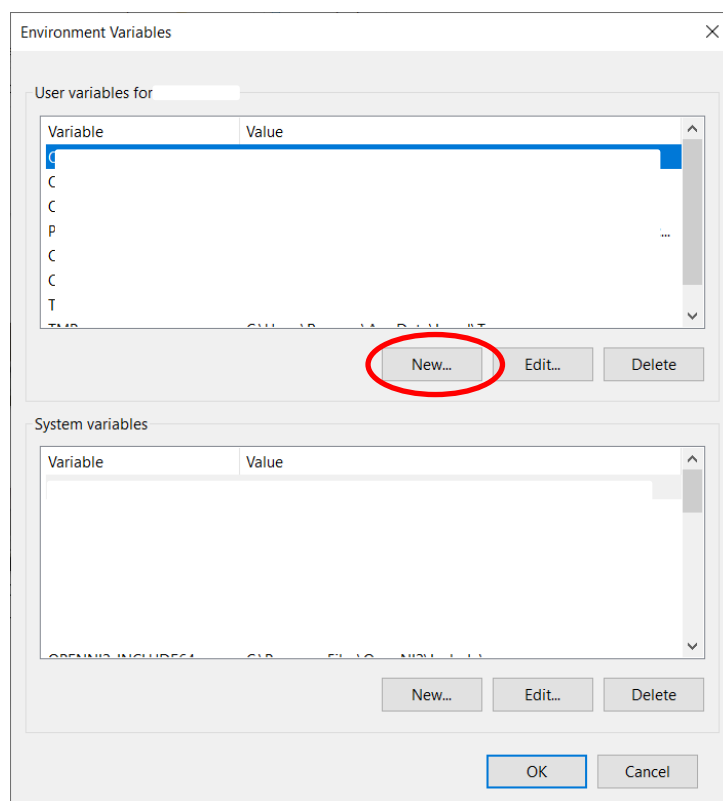 Environment Variables
User variables for
Variable Value
C
C
P
C
C
T
New... Edit... Delete
System variables
Variable Value
New... Edit... Delete
OK Cancel